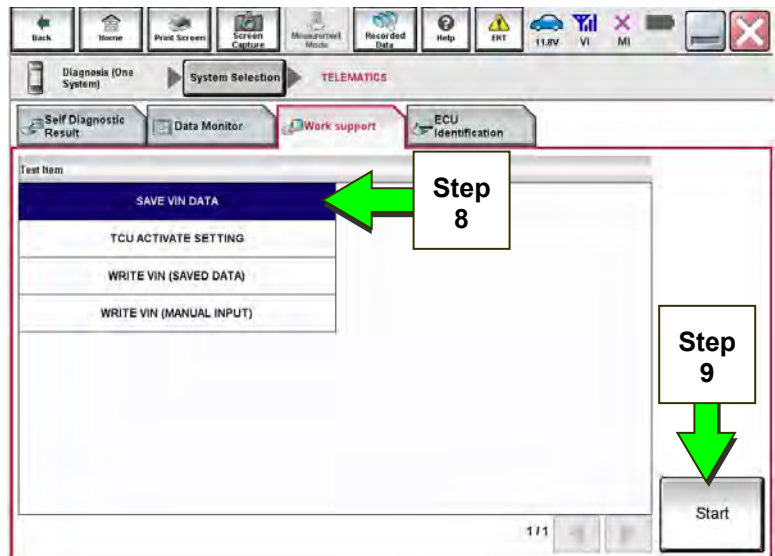 Back
Home
Print Screen
Screen
Capture
Measurement
Mode
Recorded
Data
Help
ERT
11.8V
VI
MI
Diagnosis (One
System)
System Selection
TELEMATICS
Self Diagnostic
Result
Data Monitor
Work support
ECU
Identification
Test Item
SAVE VIN DATA
TCU ACTIVATE SETTING
WRITE VIN (SAVED DATA)
WRITE VIN (MANUAL INPUT)
Step
8
Step
9
Start
1/1